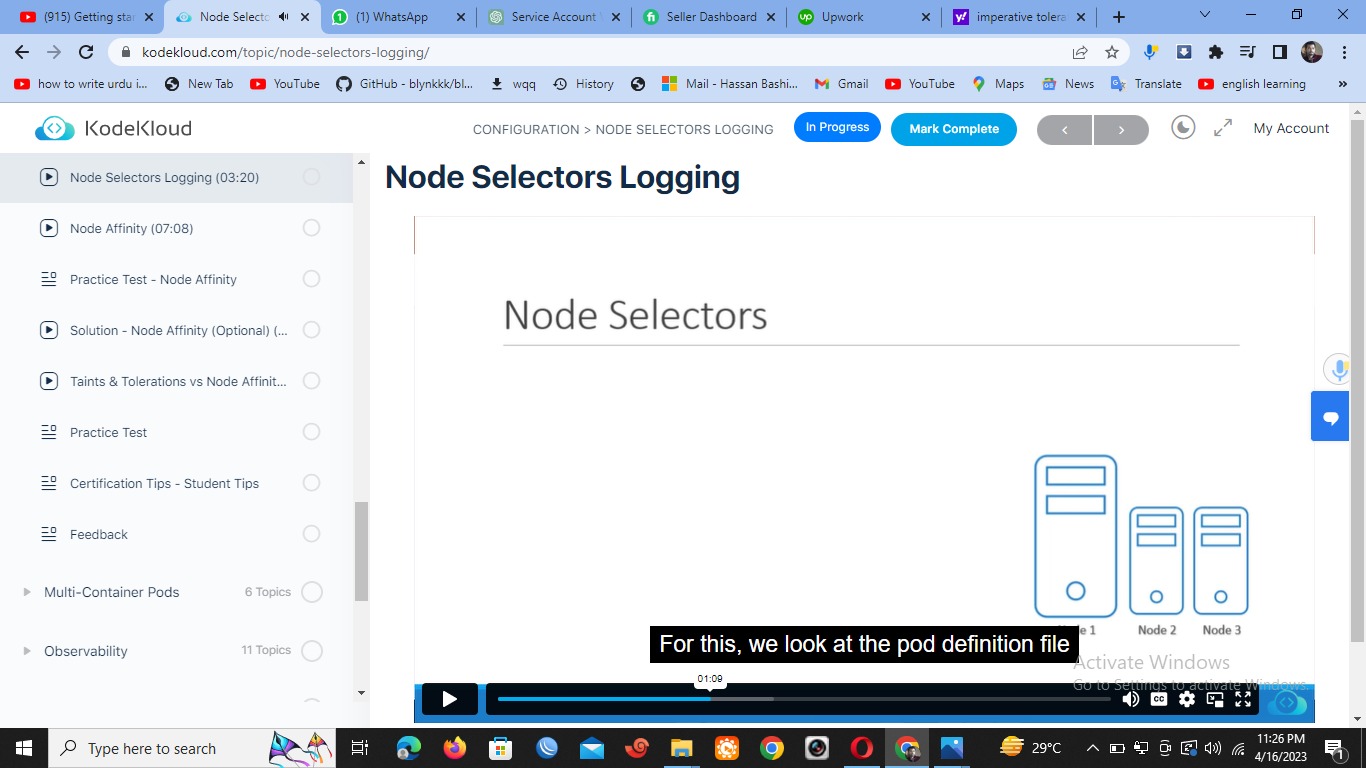 (915) Getting star
Node Selecto
(1) WhatsApp
Service Account
Seller Dashboard
Upwork
imperative tolera
kodekloud.com/topic/node-selectors-logging/
how to write urdu i...
New Tab
YouTube
GitHub - blynkkk/bl...
wqq
History
Mail - Hassan Bashi...
Gmail
YouTube
Maps
News
Translate
english learning
»
KodeKloud
CONFIGURATION > NODE SELECTORS LOGGING
In Progress
Mark Complete
My Account
Node Selectors Logging (03:20)
Node Affinity (07:08)
Practice Test - Node Affinity
Solution - Node Affinity (Optional) (...
Taints & Tolerations vs Node Affinit...
Practice Test
Certification Tips - Student Tips
Feedback
Multi-Container Pods 6 Topics
Observability 11 Topics
Node Selectors Logging
Node Selectors
Node 2
Node 3
For this, we look at the pod definition file
01:09
CC
Activate Windows
Go to Settings to activate Windows.
Type here to search
29°C
11:26 PM
4/16/2023
1